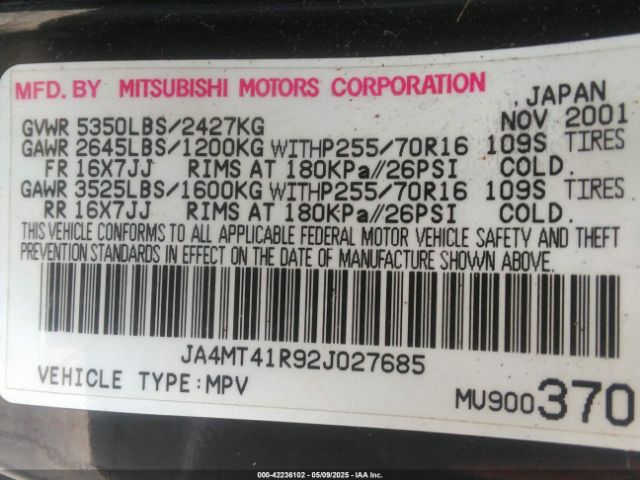 MFD. BY MITSUBISHI MOTORS CORPORATION
, JAPAN
GVWR 5350LBS/2427KG NOV 2001
GAWR 2645LBS/1200KG WITHP255/70R16 109S TIRES
FR 16X7JJ RIMS AT 180KPa//26PSI COLD.
GAWR 3525LBS/1600KG WITHP255/70R16 109S TIRES
RR 16X7JJ RIMS AT 180KPa//26PSI COLD.
THIS VEHICLE CONFORMS TO ALL APPLICABLE FEDERAL MOTOR VEHICLE SAFETY AND THEFT
PREVENTION STANDARDS IN EFFECT ON THE DATE OF MANUFACTURE SHOWN ABOVE.
JA4MT41R92J027685
VEHICLE TYPE:MPV
MU900370
000-42236102 — 05/09/2025 — IAAI Inc.